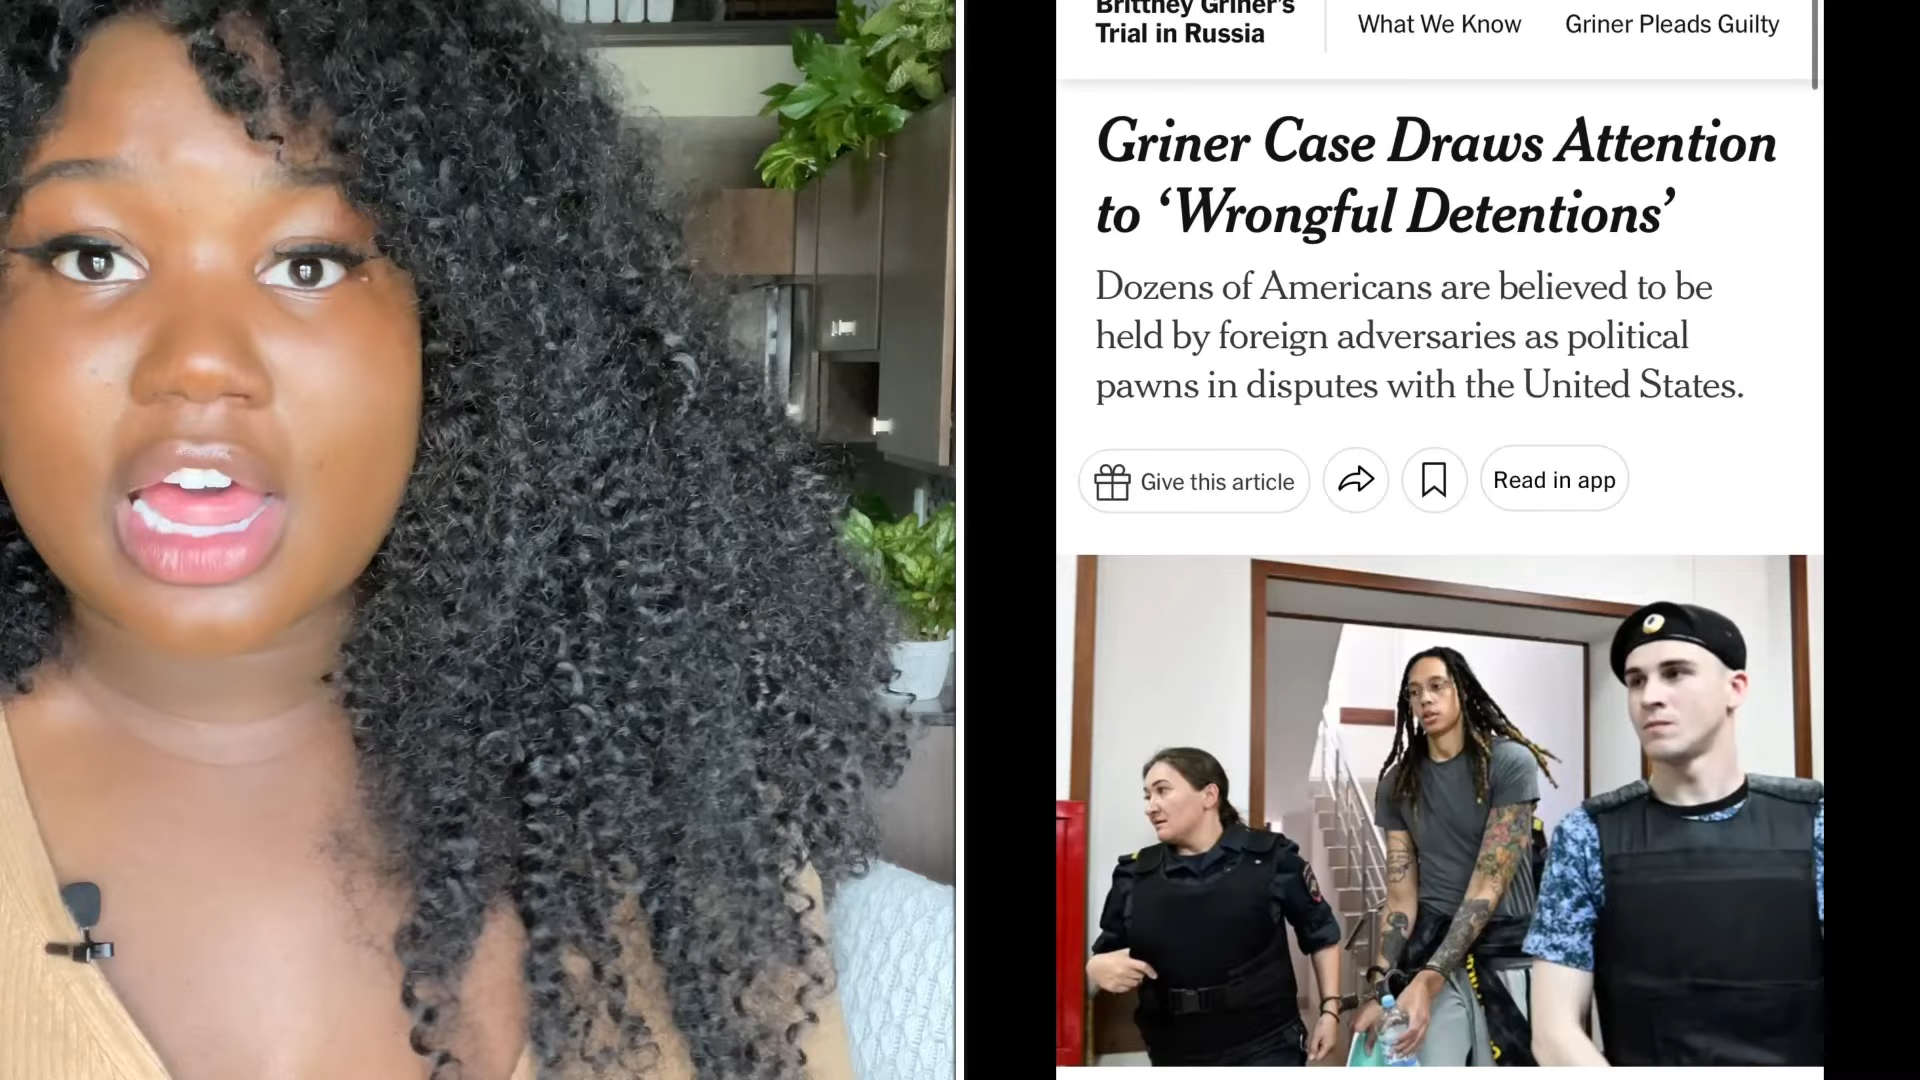 Brittney Griner's
Trial in Russia
What We Know
Griner Pleads Guilty
Griner Case Draws Attention
to ‘Wrongful Detentions’
Dozens of Americans are believed to be
held by foreign adversaries as political
pawns in disputes with the United States.
Give this article
Read in app